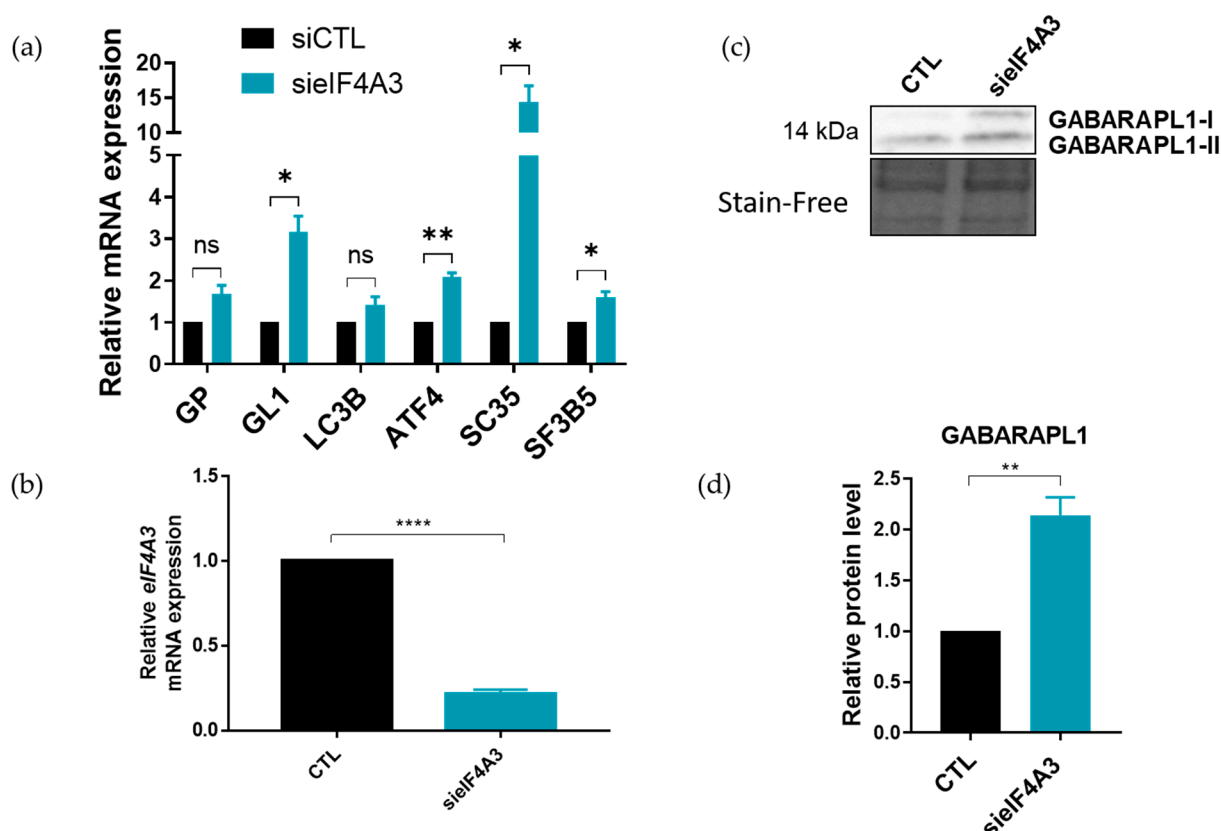 (a)
Relative mRNA expression
siCTL
sieIF4A3
20
15
10
5
4
3
2
1
0
ns
*
ns
**
*
*
GP
GL1
LC3B
ATF4
SC35
SF3B5
(b)
Relative eIF4A3
mRNA expression
1.5
1.0
0.5
0.0
****
CTL
sieIF4A3
(c)
CTL
sieIF4A3
14 kDa
GABARAPL1-I
GABARAPL1-II
Stain-Free
(d)
GABARAPL1
Relative protein level
2.5
2.0
1.5
1.0
0.5
0.0
**
CTL
sieIF4A3